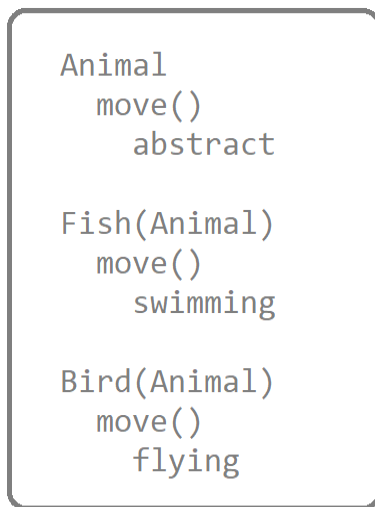 Animal
move()
abstract
Fish(Animal)
move()
swimming
Bird(Animal)
move()
flying